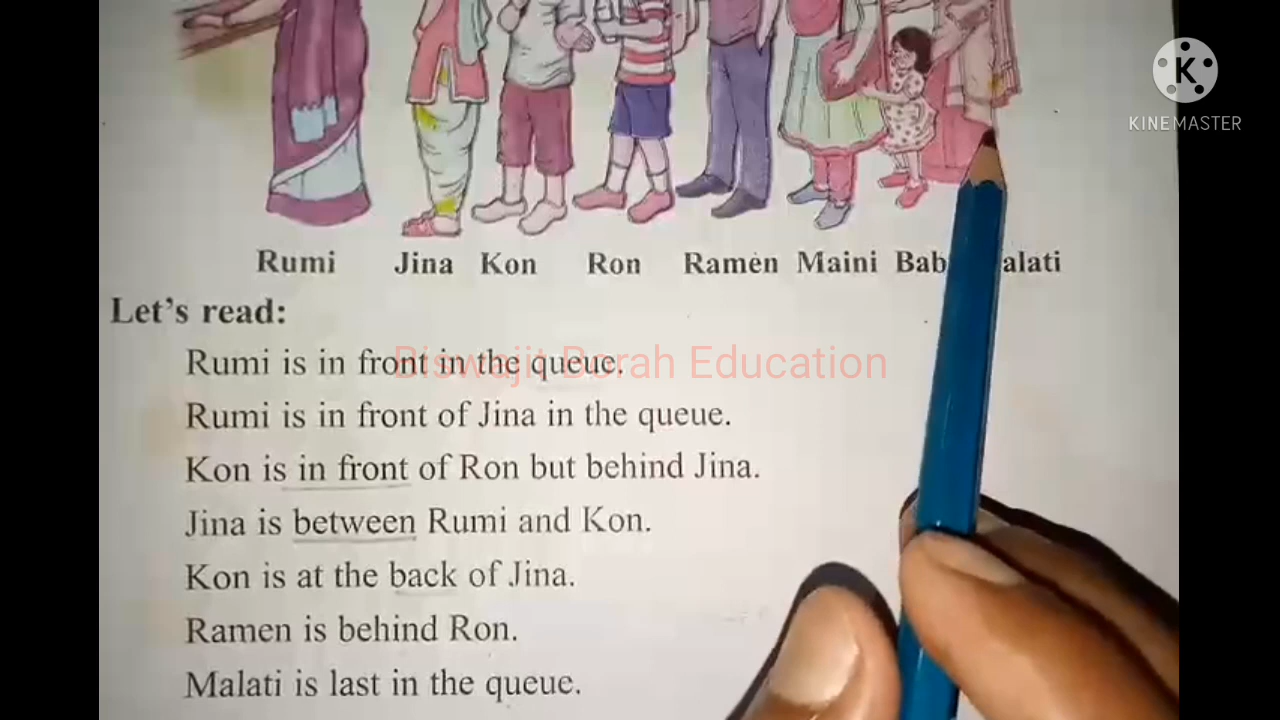 K
KINEMASTER
Rumi Jina Kon Ron Ramen Maini
Let's read:
Rumi is in front in the queue.
Biswajit Borah Education
Rumi is in front of Jina in the queue.
Kon is in front of Ron but behind Jina.
Jina is between Rumi and Kon.
Kon is at the back of Jina.
Ramen is behind Ron.
Malati is last in the queue.